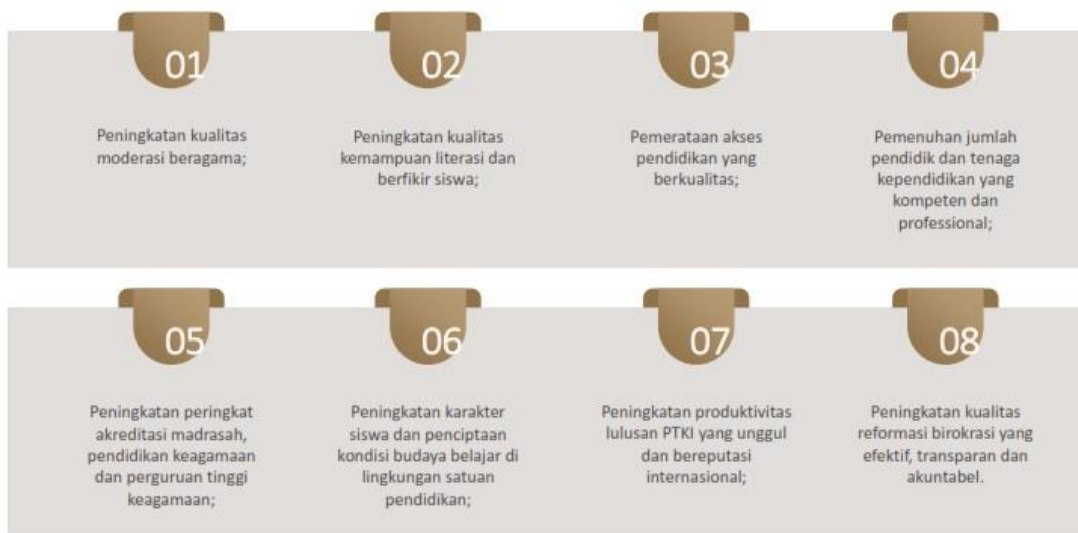 01
Peningkatan kualitas
moderasi beragama;
02
Peningkatan kualitas
kemampuan literasi dan
berfikir siswa;
03
Pemerataan akses
pendidikan yang
berkualitas;
04
Pemenuhan jumlah
pendidik dan tenaga
kependidikan yang
kompeten dan
professional;
05
Peningkatan peringkat
akreditasi madrasah,
pendidikan keagamaan
dan perguruan tinggi
keagamaan;
06
Peningkatan karakter
siswa dan penciptaan
kondisi budaya belajar di
lingkungan satuan
pendidikan;
07
Peningkatan produktivitas
lulusan PTKI yang unggul
dan bereputasi
internasional;
08
Peningkatan kualitas
reformasi birokrasi yang
efektif, transparan dan
akuntabel.